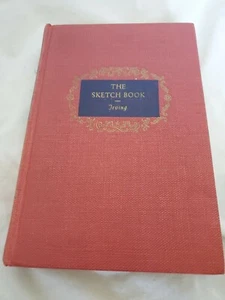 THE
SKETCH BOOK
Irving